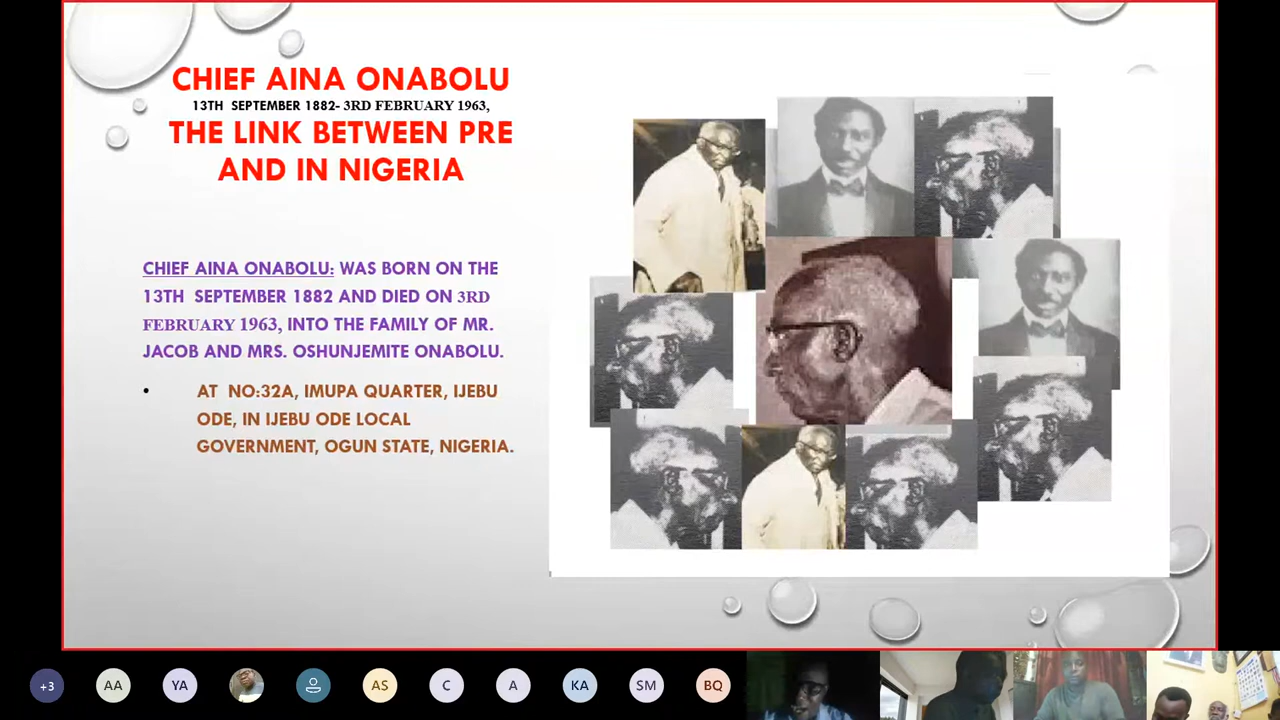 CHIEF AINA ONABOLU
13TH SEPTEMBER 1882- 3RD FEBRUARY 1963,
THE LINK BETWEEN PRE
AND IN NIGERIA
CHIEF AINA ONABOLU: WAS BORN ON THE
13TH SEPTEMBER 1882 AND DIED ON 3RD
FEBRUARY 1963, INTO THE FAMILY OF MR.
JACOB AND MRS. OSHUNJEMITE ONABOLU.
• AT NO:32A, IMUPA QUARTER, IJEBU
ODE, IN IJEBU ODE LOCAL
GOVERNMENT, OGUN STATE, NIGERIA.
+3 AA YA AS C A KA SM BQ